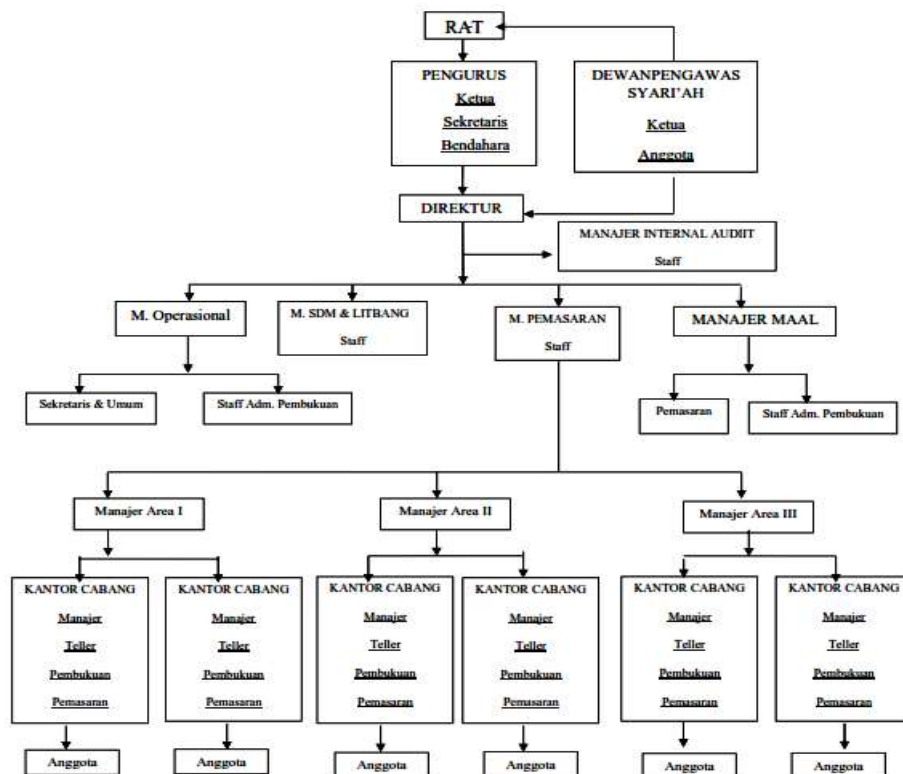 RAT
PENGURUS
Ketua
Sekretaris
Bendahara
DEWANPENGAWAS
SYARI'AH
Ketua
Anggota
DIREKTUR
MANAJER INTERNAL AUDIIT
Staff
M. Operasional
M. SDM & LITBANG
Staff
M. PEMASARAN
Staff
MANAJER MAAL
Sekretaris & Umum
Staff Adm. Pembukuan
Pemasaran
Staff Adm. Pembukuan
Manajer Area I
Manajer Area II
Manajer Area III
KANTOR CABANG
Manajer
Teller
Pembukuan
Pemasaran
KANTOR CABANG
Manajer
Teller
Pembukuan
Pemasaran
KANTOR CABANG
Manajer
Teller
Pembukuan
Pemasaran
KANTOR CABANG
Manajer
Teller
Pembukuan
Pemasaran
KANTOR CABANG
Manajer
Teller
Pembukuan
Pemasaran
KANTOR CABANG
Manajer
Teller
Pembukuan
Pemasaran
Anggota
Anggota
Anggota
Anggota
Anggota
Anggota